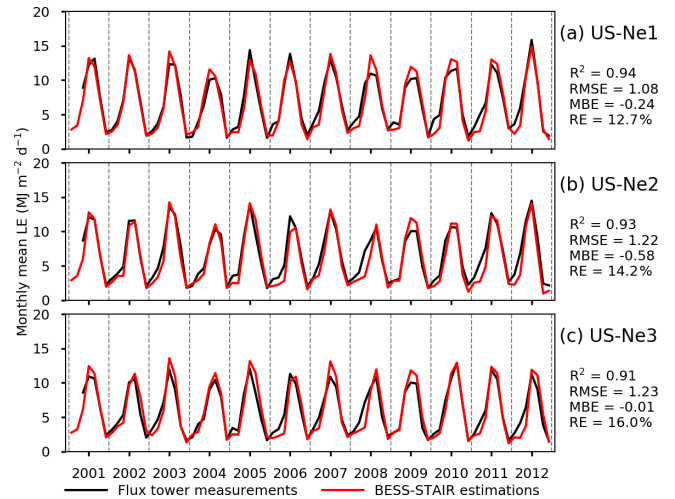 20
15
10
5
0
(a) US-Ne1
R² = 0.94
RMSE = 1.08
MBE = -0.24
RE = 12.7%
Monthly mean LE (MJ m⁻² d⁻¹)
20
15
10
5
0
(b) US-Ne2
R² = 0.93
RMSE = 1.22
MBE = -0.58
RE = 14.2%
20
15
10
5
0
(c) US-Ne3
R² = 0.91
RMSE = 1.23
MBE = -0.01
RE = 16.0%
2001 2002 2003 2004 2005 2006 2007 2008 2009 2010 2011 2012
Flux tower measurements BESS-STAIR estimations